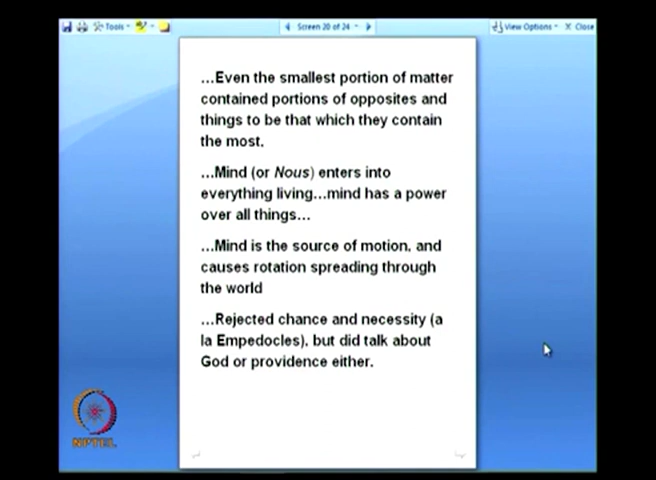 Tools
Screen 20 of 24
View Options
Close
...Even the smallest portion of matter
contained portions of opposites and
things to be that which they contain
the most.
...Mind (or Nous) enters into
everything living...mind has a power
over all things...
...Mind is the source of motion, and
causes rotation spreading through
the world
...Rejected chance and necessity (a
la Empedocles), but did talk about
God or providence either.
NPTEL